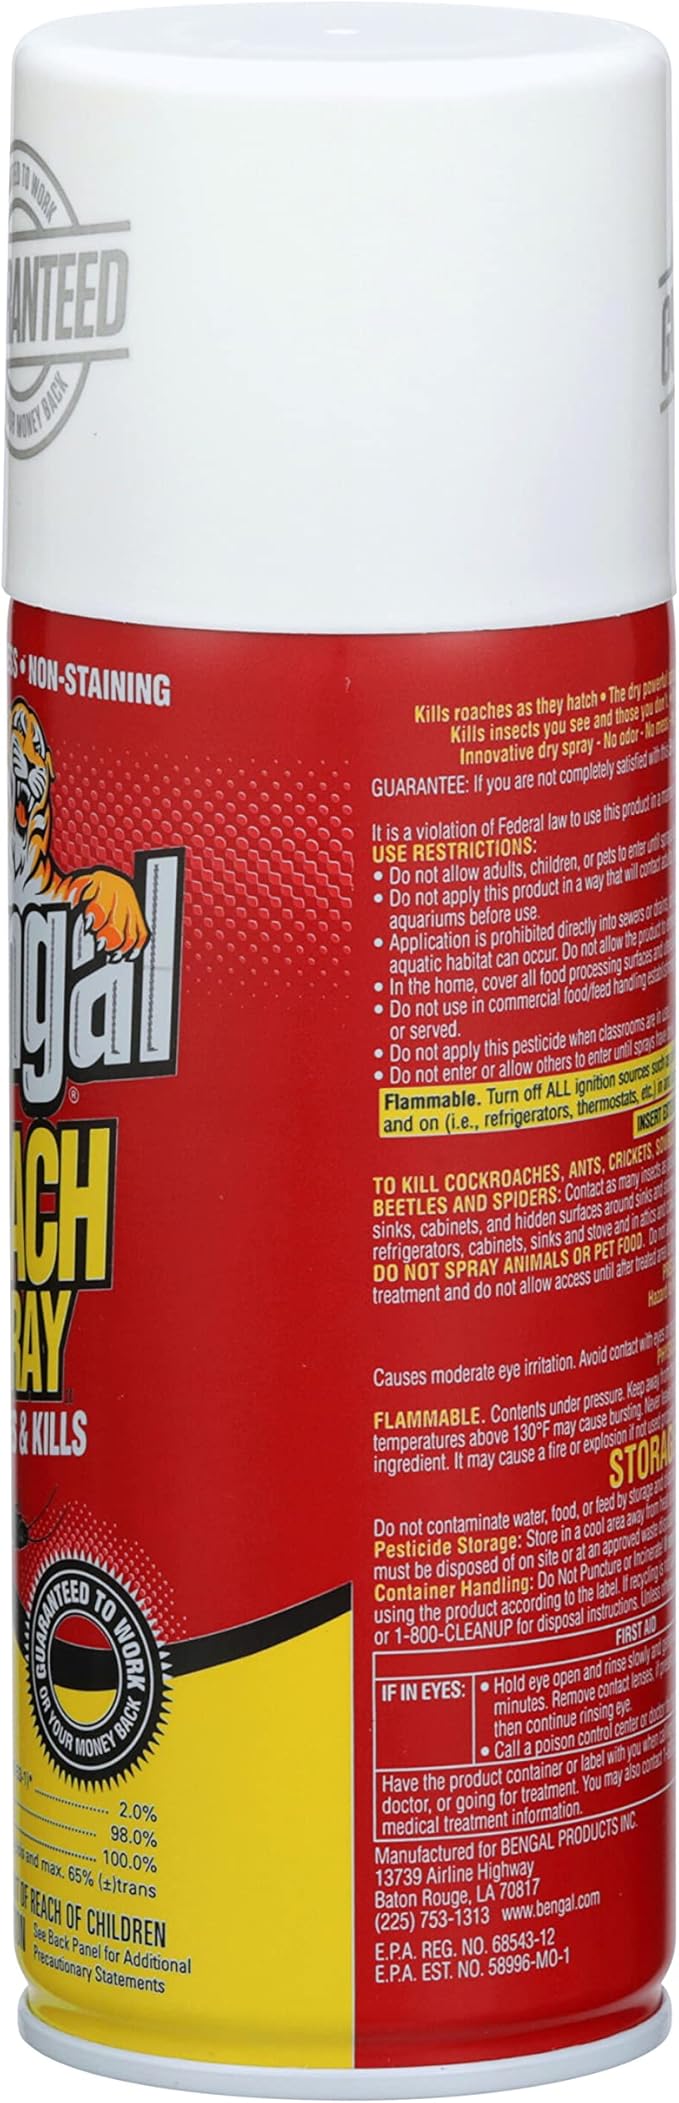 TO WORK
ANTEED
MONEY BACK
NON-STAINING
gal
®
ACH
RAY
& KILLS
GUARANTEED TO WORK
OR YOUR MONEY BACK
2.0%
98.0%
100.0%
and max. 65% (±)trans
OF REACH OF CHILDREN
See Back Panel for Additional
Precautionary Statements
Kills roaches as they hatch • The dry powerful
Kills insects you see and those you don't
Innovative dry spray - No odor - No mess
GUARANTEE: If you are not completely satisfied with
It is a violation of Federal law to use this product in a
USE RESTRICTIONS:
• Do not allow adults, children, or pets to enter until
• Do not apply this product in a way that will contact
aquariums before use.
• Application is prohibited directly into sewers or drains,
aquatic habitat can occur. Do not allow the product to
• In the home, cover all food processing surfaces and
• Do not use in commercial food/feed handling
or served.
• Do not apply this pesticide when classrooms are in use
• Do not enter or allow others to enter until sprays have
Flammable. Turn off ALL ignition sources such as
and on (i.e., refrigerators, thermostats, etc.) in
INSERT
TO KILL COCKROACHES, ANTS, CRICKETS,
BEETLES AND SPIDERS: Contact as many insects as
sinks, cabinets, and hidden surfaces around sinks and
refrigerators, cabinets, sinks and stove and in attics and
DO NOT SPRAY ANIMALS OR PET FOOD. Do not
treatment and do not allow access until after treated
Causes moderate eye irritation. Avoid contact with eyes
FLAMMABLE. Contents under pressure. Keep away
temperatures above 130°F may cause bursting. Never
ingredient. It may cause a fire or explosion if not used
STORA
Do not contaminate water, food, or feed by storage and
Pesticide Storage: Store in a cool area away from
must be disposed of on site or at an approved waste
Container Handling: Do Not Puncture or Incinerate!
using the product according to the label. If recycling is
or 1-800-CLEANUP for disposal instructions. Unless
FIRST AID
IF IN EYES:
• Hold eye open and rinse slowly and
minutes. Remove contact lenses, if
then continue rinsing eye.
• Call a poison control center or doctor
Have the product container or label with you when
doctor, or going for treatment. You may also contact
medical treatment information.
Manufactured for BENGAL PRODUCTS INC.
13739 Airline Highway
Baton Rouge, LA 70817
(225) 753-1313 www.bengal.com
E.P.A. REG. NO. 68543-12
E.P.A. EST. NO. 58996-MO-1